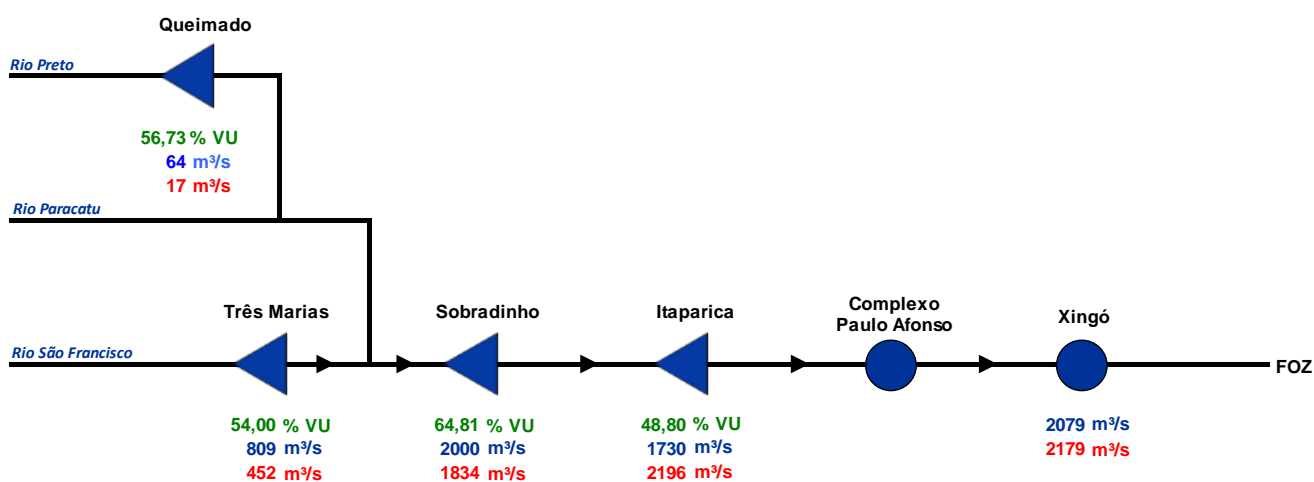 Queimado
Rio Preto
56,73 % VU
64 m³/s
17 m³/s
Rio Paracatu
Três Marias
Sobradinho
Itaparica
Complexo
Paulo Afonso
Xingó
Rio São Francisco
FOZ
54,00 % VU
809 m³/s
452 m³/s
64,81 % VU
2000 m³/s
1834 m³/s
48,80 % VU
1730 m³/s
2196 m³/s
2079 m³/s
2179 m³/s